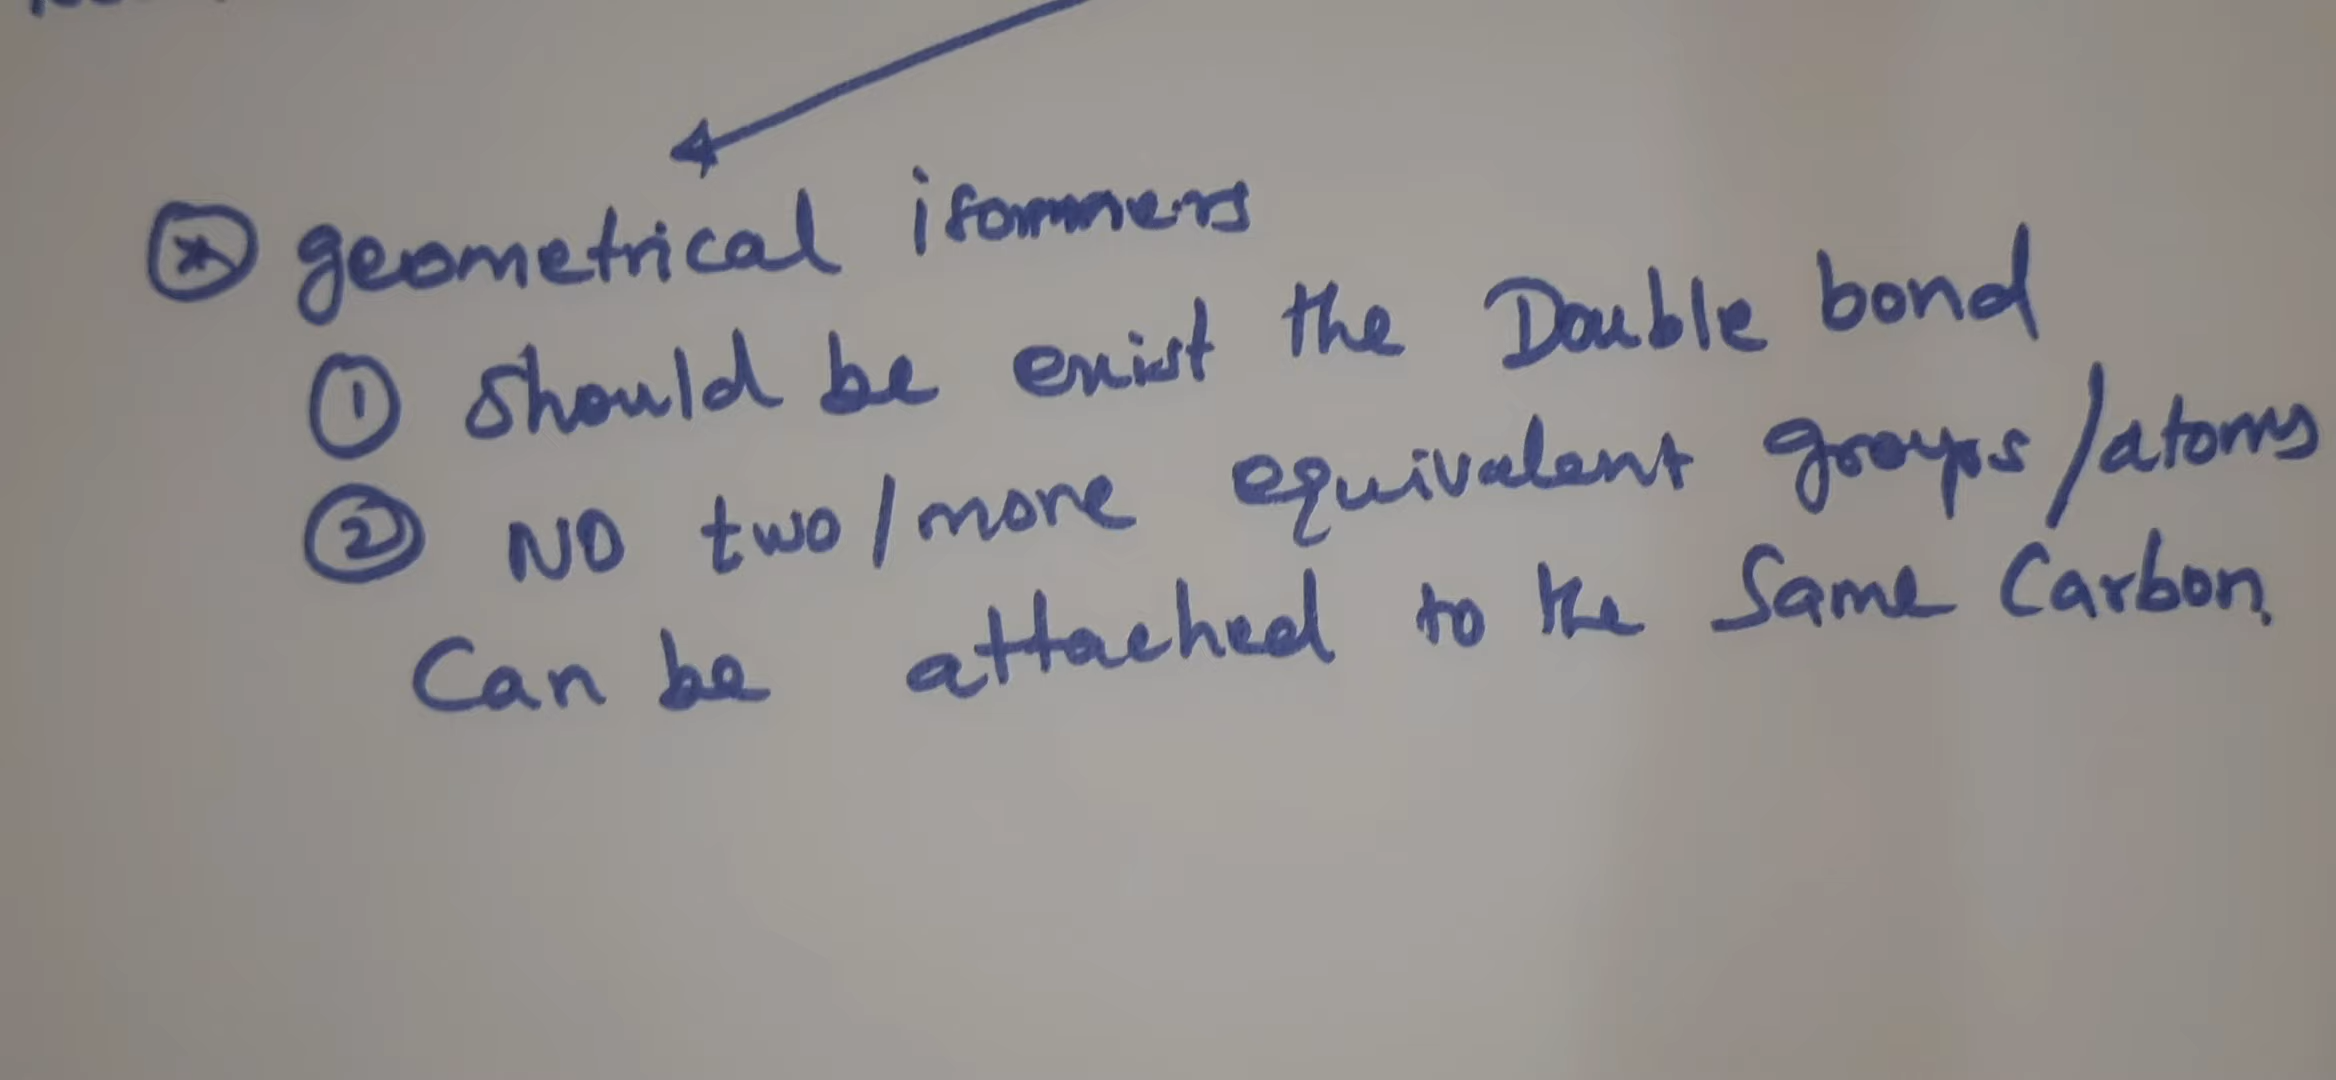 ⊛ geometrical isommers
① Should be exist the Double bond
② NO two/more equivalent groups/atoms
Can be attached to the Same Carbon.